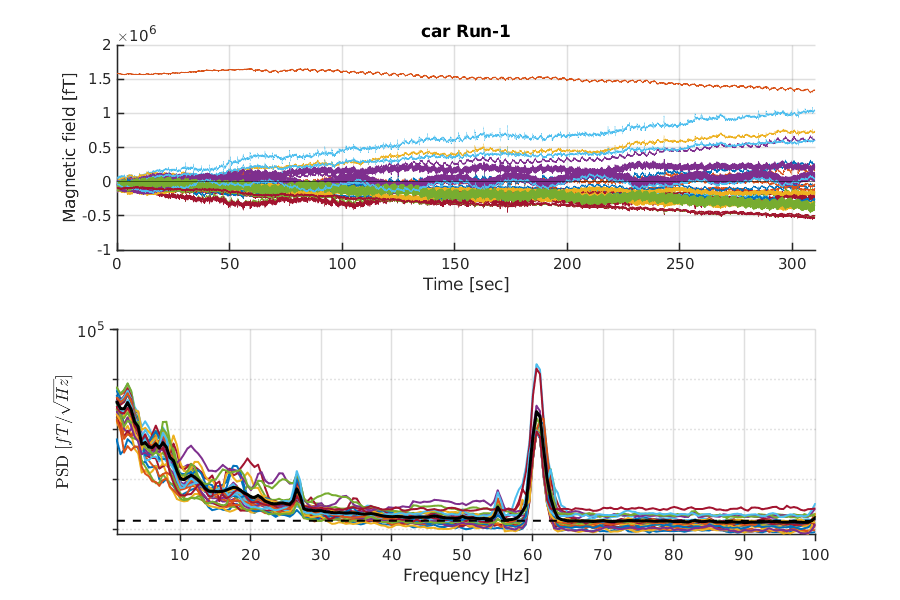 car Run-1
×10^6
2
1.5
1
0.5
0
-0.5
-1
Magnetic field [fT]
0 50 100 150 200 250 300
Time [sec]
10^5
PSD [fT/√Hz]
10 20 30 40 50 60 70 80 90 100
Frequency [Hz]